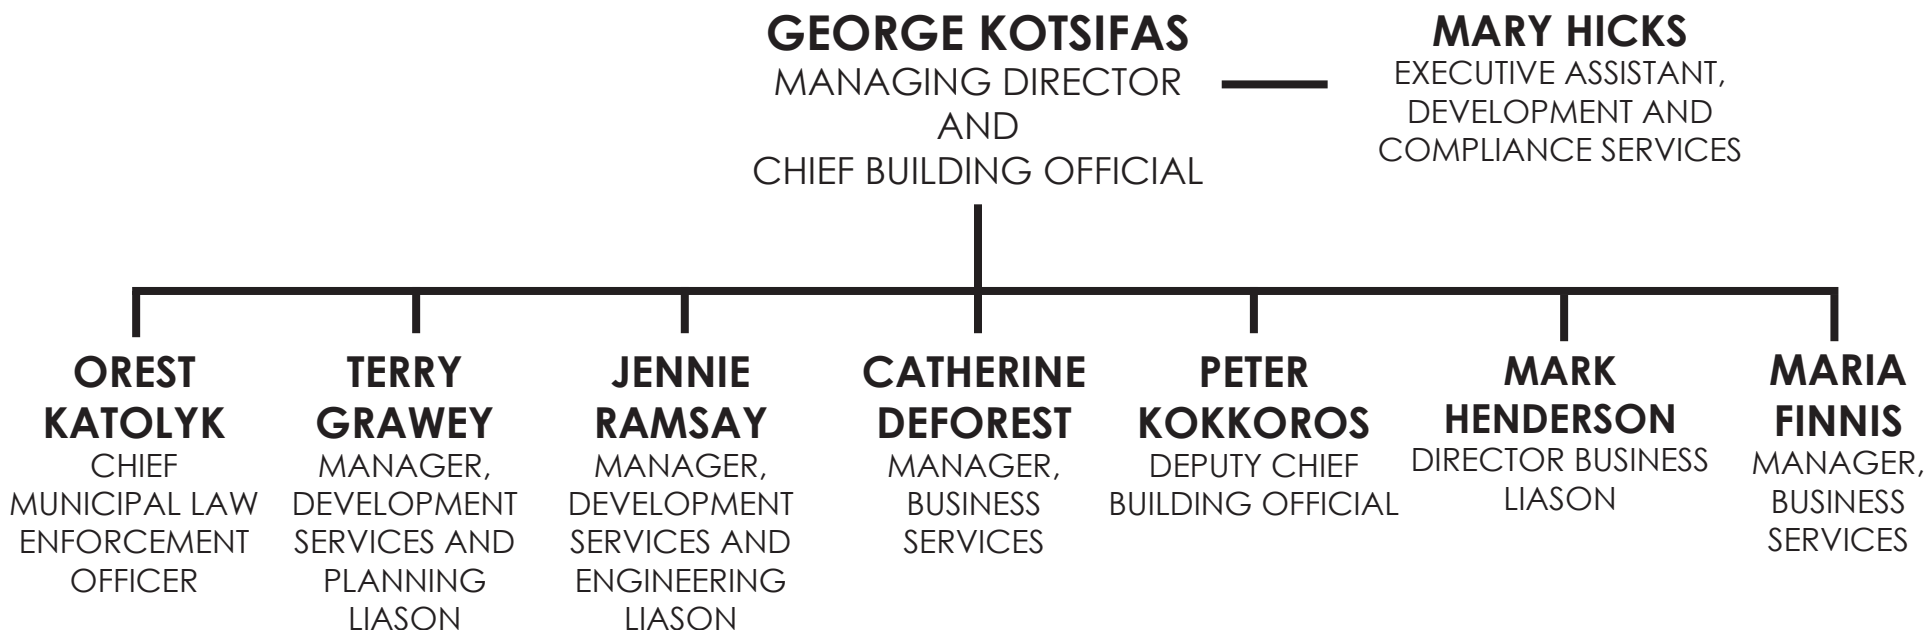 GEORGE KOTSIFAS
MANAGING DIRECTOR
AND
CHIEF BUILDING OFFICIAL
MARY HICKS
EXECUTIVE ASSISTANT,
DEVELOPMENT AND
COMPLIANCE SERVICES
OREST
KATOLYK
CHIEF
MUNICIPAL LAW
ENFORCEMENT
OFFICER
TERRY
GRAWEY
MANAGER,
DEVELOPMENT
SERVICES AND
PLANNING
LIASON
JENNIE
RAMSAY
MANAGER,
DEVELOPMENT
SERVICES AND
ENGINEERING
LIASON
CATHERINE
DEFOREST
MANAGER,
BUSINESS
SERVICES
PETER
KOKKOROS
DEPUTY CHIEF
BUILDING OFFICIAL
MARK
HENDERSON
DIRECTOR BUSINESS
LIASON
MARIA
FINNIS
MANAGER,
BUSINESS
SERVICES